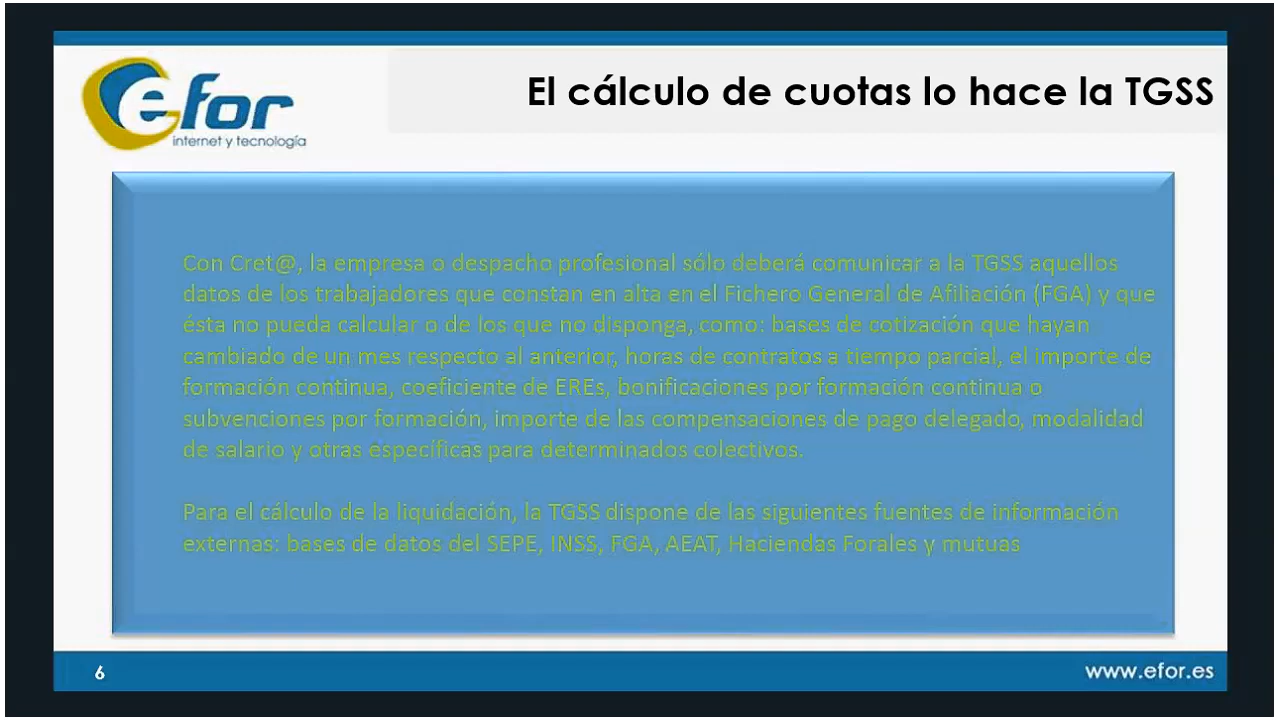 efor
internet y tecnología
El cálculo de cuotas lo hace la TGSS
Con Cret@, la empresa o despacho profesional sólo deberá comunicar a la TGSS aquellos
datos de los trabajadores que constan en alta en el Fichero General de Afiliación (FGA) y que
ésta no pueda calcular o de los que no disponga, como: bases de cotización que hayan
cambiado de un mes respecto al anterior, horas de contratos a tiempo parcial, el importe de
formación continua, coeficiente de EREs, bonificaciones por formación continua o
subvenciones por formación, importe de las compensaciones de pago delegado, modalidad
de salario y otras específicas para determinados colectivos.
Para el cálculo de la liquidación, la TGSS dispone de las siguientes fuentes de información
externas: bases de datos del SEPE, INSS, FGA, AEAT, Haciendas Forales y mutuas
6
www.efor.es